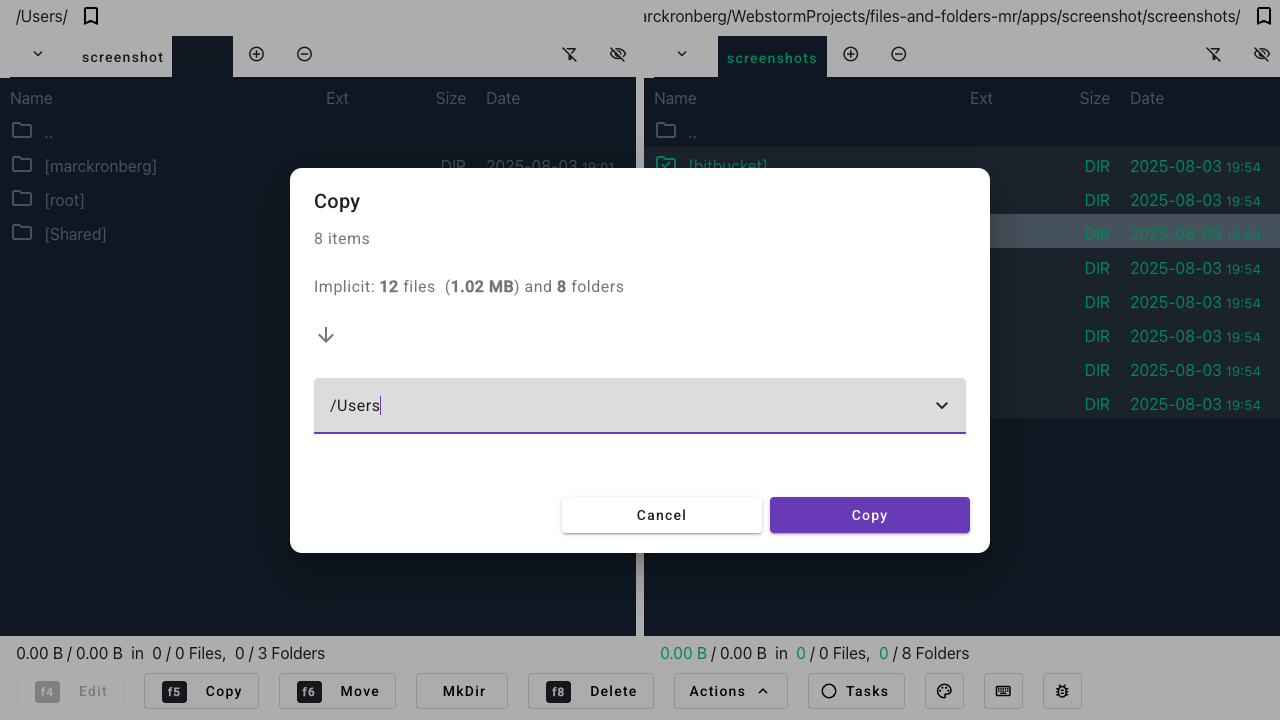 /Users/
arckronberg/WebstormProjects/files-and-folders-mr/apps/screenshot/screenshots/
screenshot
screenshots
Name Ext Size Date
Name Ext Size Date
..
..
[marckronberg] DIR 2025-08-03 19:01
[bitbucket] DIR 2025-08-03 19:54
[root]
DIR 2025-08-03 19:54
[Shared]
DIR 2025-08-03 19:54
DIR 2025-08-03 19:54
DIR 2025-08-03 19:54
DIR 2025-08-03 19:54
DIR 2025-08-03 19:54
DIR 2025-08-03 19:54
Copy
8 items
Implicit: 12 files (1.02 MB) and 8 folders
/Users
Cancel Copy
0.00 B / 0.00 B in 0 / 0 Files, 0 / 3 Folders
0.00 B / 0.00 B in 0 / 0 Files, 0 / 8 Folders
f4 Edit f5 Copy f6 Move MkDir f8 Delete Actions Tasks